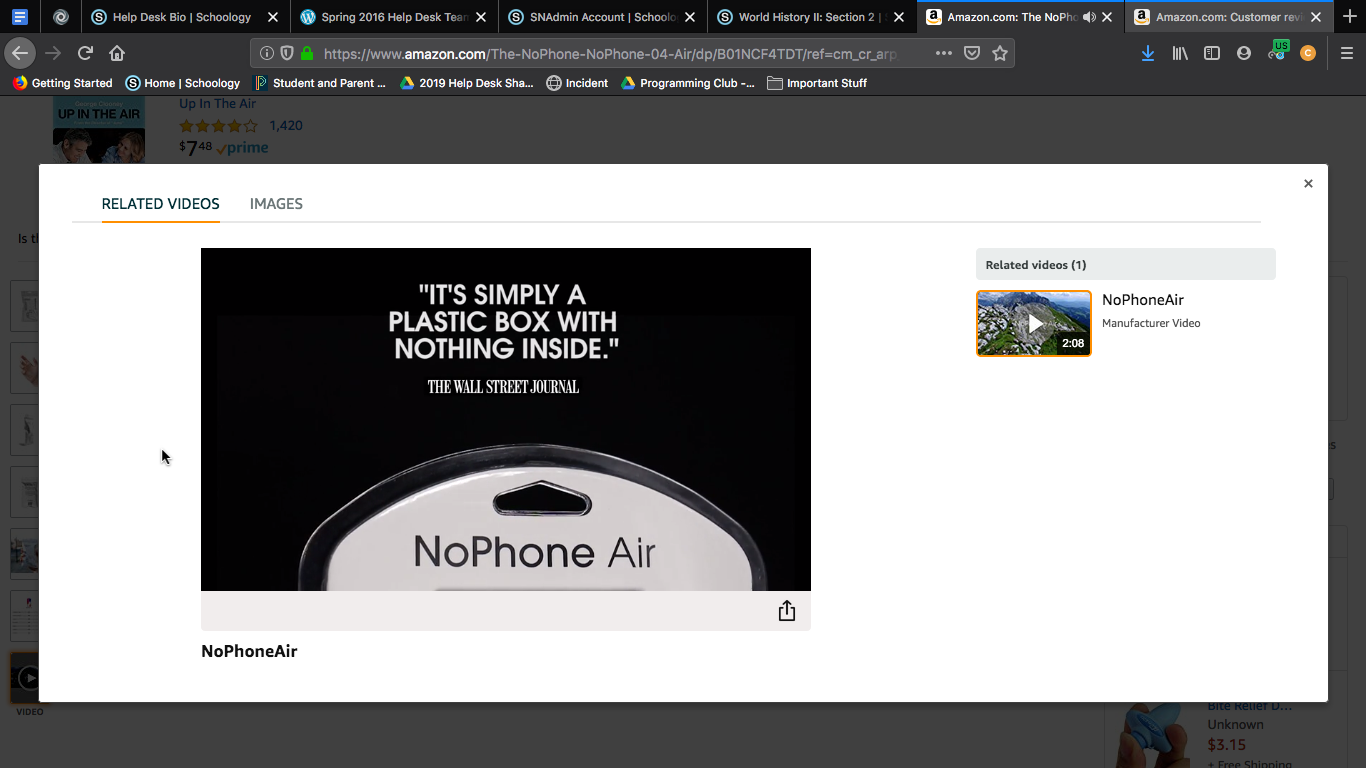 Help Desk Bio | Schoology
Spring 2016 Help Desk Tean
SNAdmin Account | Schoolo
World History II: Section 2 |
Amazon.com: The NoPho
Amazon.com: Customer revi
https://www.amazon.com/The-NoPhone-NoPhone-04-Air/dp/B01NCF4TDT/ref=cm_cr_arp_
US
C
Getting Started
Home | Schoology
Student and Parent ...
2019 Help Desk Sha...
Incident
Programming Club -...
Important Stuff
UP IN THE AIR
Up In The Air
1,420
$7 48 prime
RELATED VIDEOS
IMAGES
Is th
"IT'S SIMPLY A
PLASTIC BOX WITH
NOTHING INSIDE."
THE WALL STREET JOURNAL
NoPhone Air
NoPhoneAir
Related videos (1)
2:08
NoPhoneAir
Manufacturer Video
VIDEO
Bite Relief D...
Unknown
$3.15
+ Free Shipping